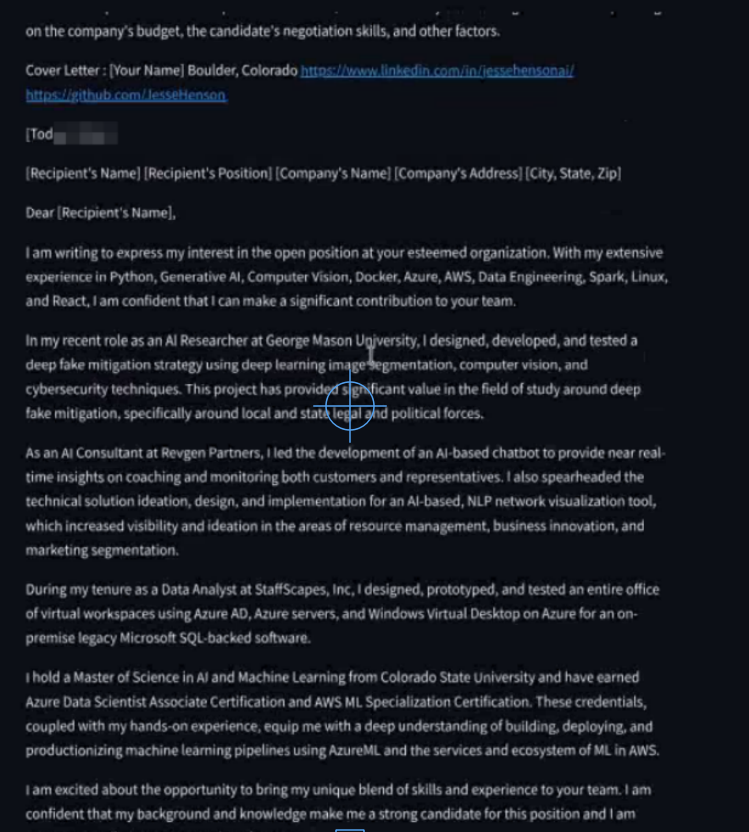 on the company's budget, the candidate's negotiation skills, and other factors.
Cover Letter : [Your Name] Boulder, Colorado https://www.linkedin.com/in/jessehensonai/
https://github.com/JesseHenson
[Tod
[Recipient's Name] [Recipient's Position] [Company's Name] [Company's Address] [City, State, Zip]
Dear [Recipient's Name],
I am writing to express my interest in the open position at your esteemed organization. With my extensive
experience in Python, Generative AI, Computer Vision, Docker, Azure, AWS, Data Engineering, Spark, Linux,
and React, I am confident that I can make a significant contribution to your team.
In my recent role as an AI Researcher at George Mason University, I designed, developed, and tested a
deep fake mitigation strategy using deep learning image segmentation, computer vision, and
cybersecurity techniques. This project has provided significant value in the field of study around deep
fake mitigation, specifically around local and state legal and political forces.
As an AI Consultant at Revgen Partners, I led the development of an AI-based chatbot to provide near real-
time insights on coaching and monitoring both customers and representatives. I also spearheaded the
technical solution ideation, design, and implementation for an AI-based, NLP network visualization tool,
which increased visibility and ideation in the areas of resource management, business innovation, and
marketing segmentation.
During my tenure as a Data Analyst at StaffScapes, Inc, I designed, prototyped, and tested an entire office
of virtual workspaces using Azure AD, Azure servers, and Windows Virtual Desktop on Azure for an on-
premise legacy Microsoft SQL-backed software.
I hold a Master of Science in AI and Machine Learning from Colorado State University and have earned
Azure Data Scientist Associate Certification and AWS ML Specialization Certification. These credentials,
coupled with my hands-on experience, equip me with a deep understanding of building, deploying, and
productionizing machine learning pipelines using AzureML and the services and ecosystem of ML in AWS.
I am excited about the opportunity to bring my unique blend of skills and experience to your team. I am
confident that my background and knowledge make me a strong candidate for this position and I am